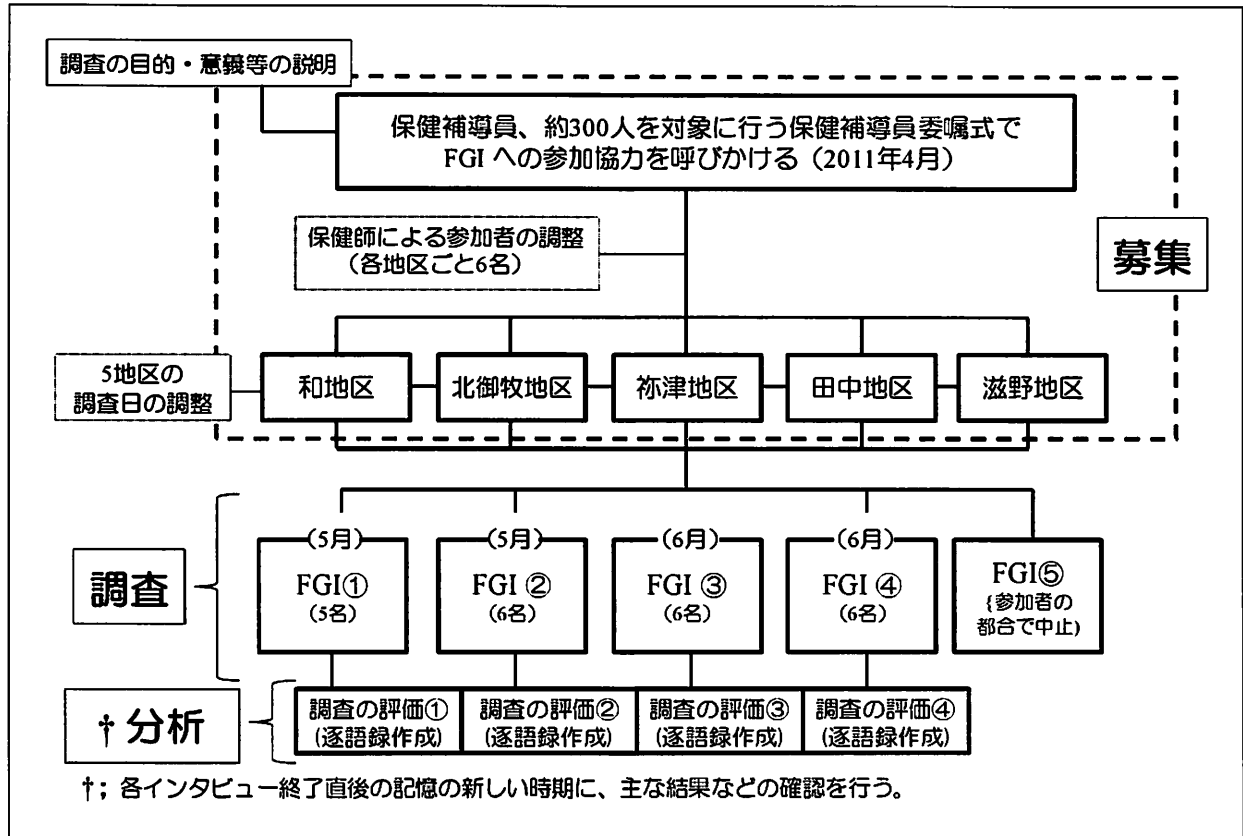 調査の目的・意義等の説明
保健補導員、約300人を対象に行う保健補導員委嘱式で
FGI への参加協力を呼びかける（2011年4月）
保健師による参加者の調整
（各地区ごと6名）
募集
5地区の
調査日の調整
和地区
北御牧地区
祢津地区
田中地区
滋野地区
調査
(5月)
FGI①
(5名)
(5月)
FGI ②
(6名)
(6月)
FGI ③
(6名)
(6月)
FGI ④
(6名)
FGI⑤
{参加者の
都合で中止)
†分析
調査の評価①
(逐語録作成)
調査の評価②
(逐語録作成)
調査の評価③
(逐語録作成)
調査の評価④
(逐語録作成)
†；各インタビュー終了直後の記憶の新しい時期に、主な結果などの確認を行う。